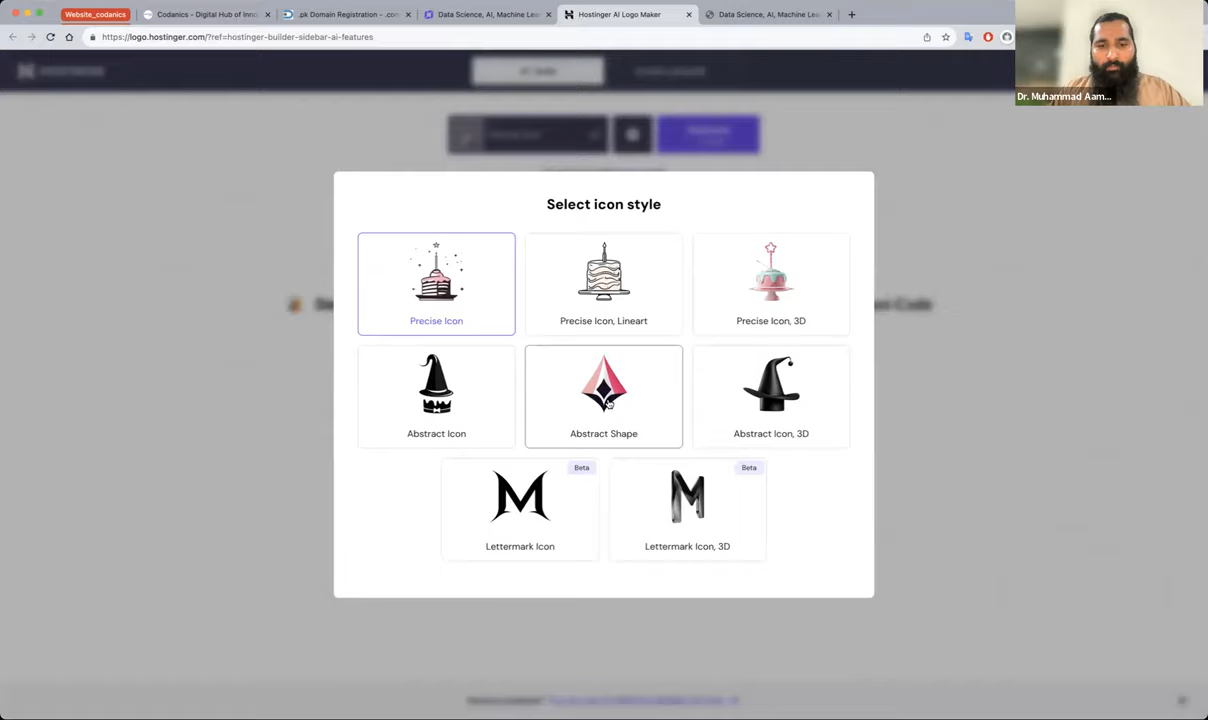 Website_codanics
Codanics - Digital Hub of Inno
.pk Domain Registration - .com
Data Science, AI, Machine Lea
Hostinger AI Logo Maker
Data Science, AI, Machine Lea
https://logo.hostinger.com/?ref=hostinger-builder-sidebar-ai-features
Dr. Muhammad Aam...
Select icon style
Precise Icon
Precise Icon, Lineart
Precise Icon, 3D
Abstract Icon
Abstract Shape
Abstract Icon, 3D
Beta
Beta
Lettermark Icon
Lettermark Icon, 3D